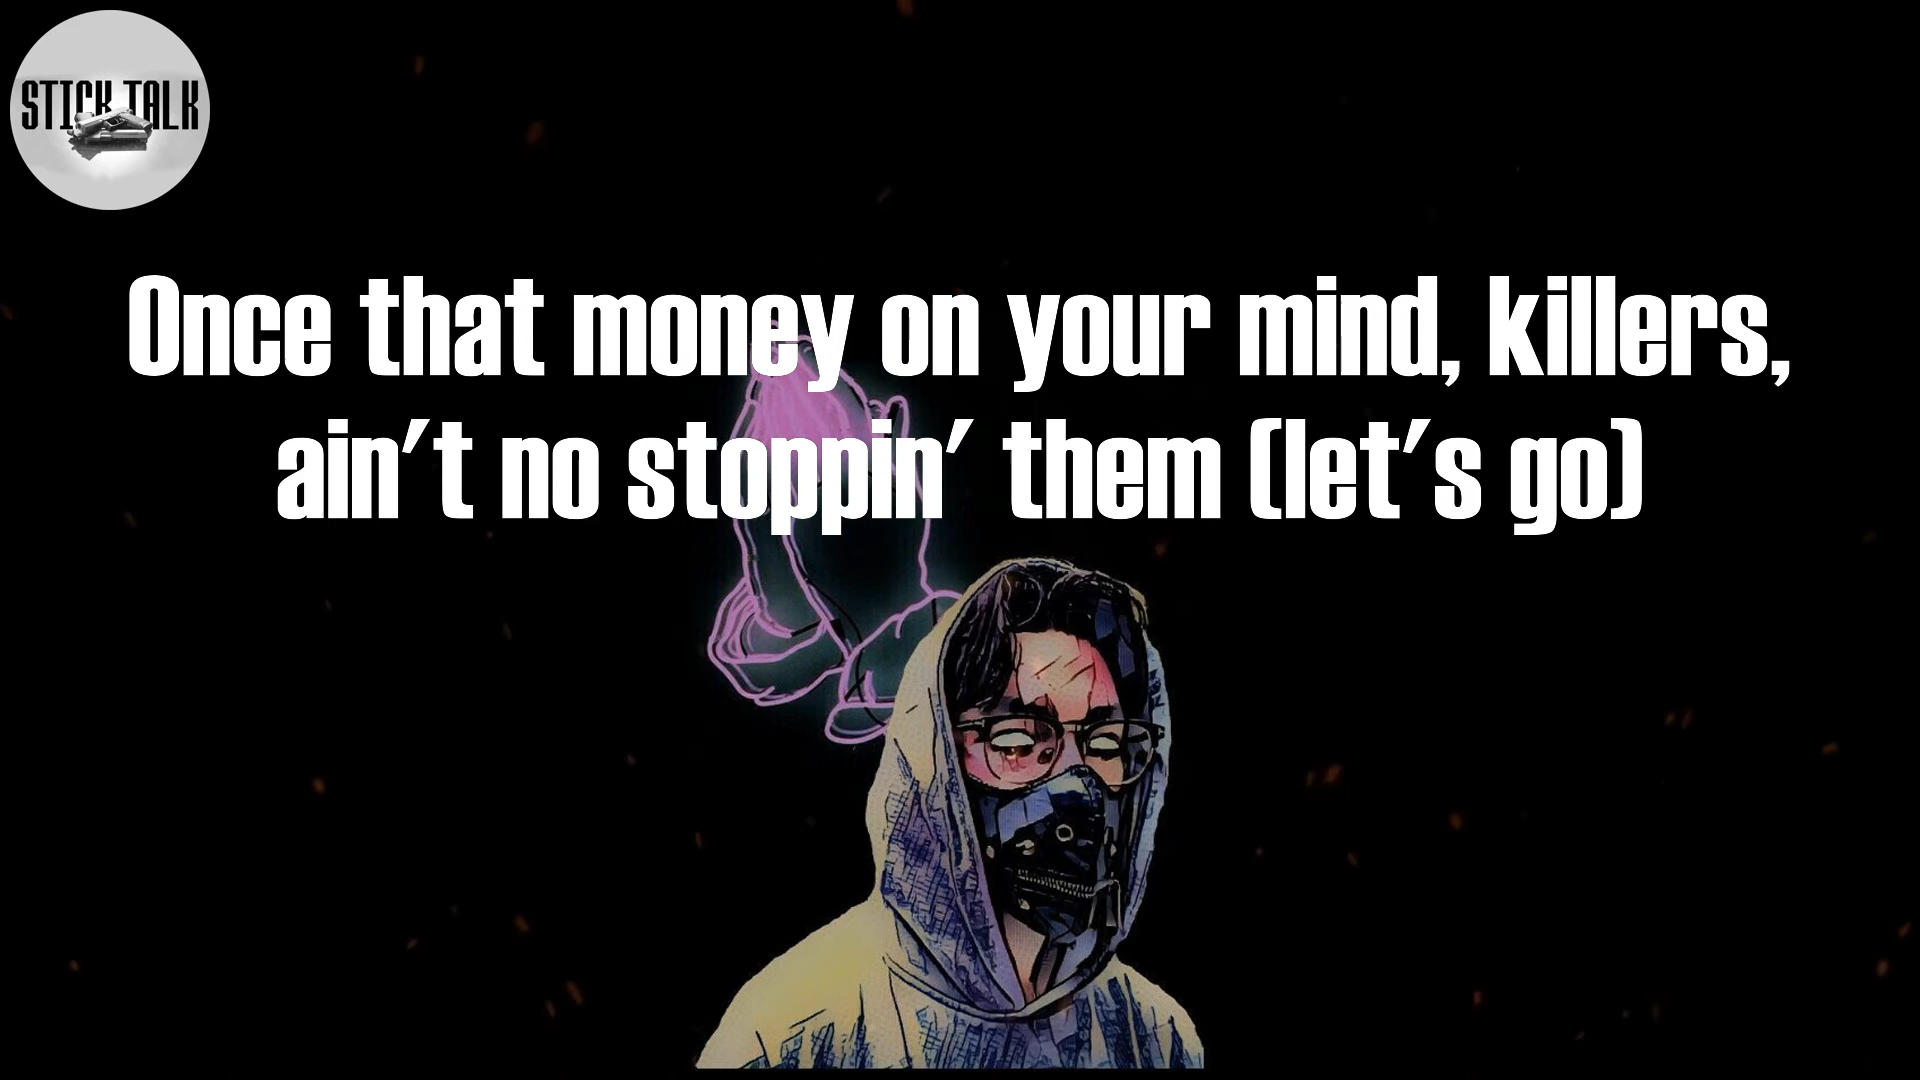 STICK TALK
Once that money on your mind, killers,
ain't no stoppin' them (let's go)